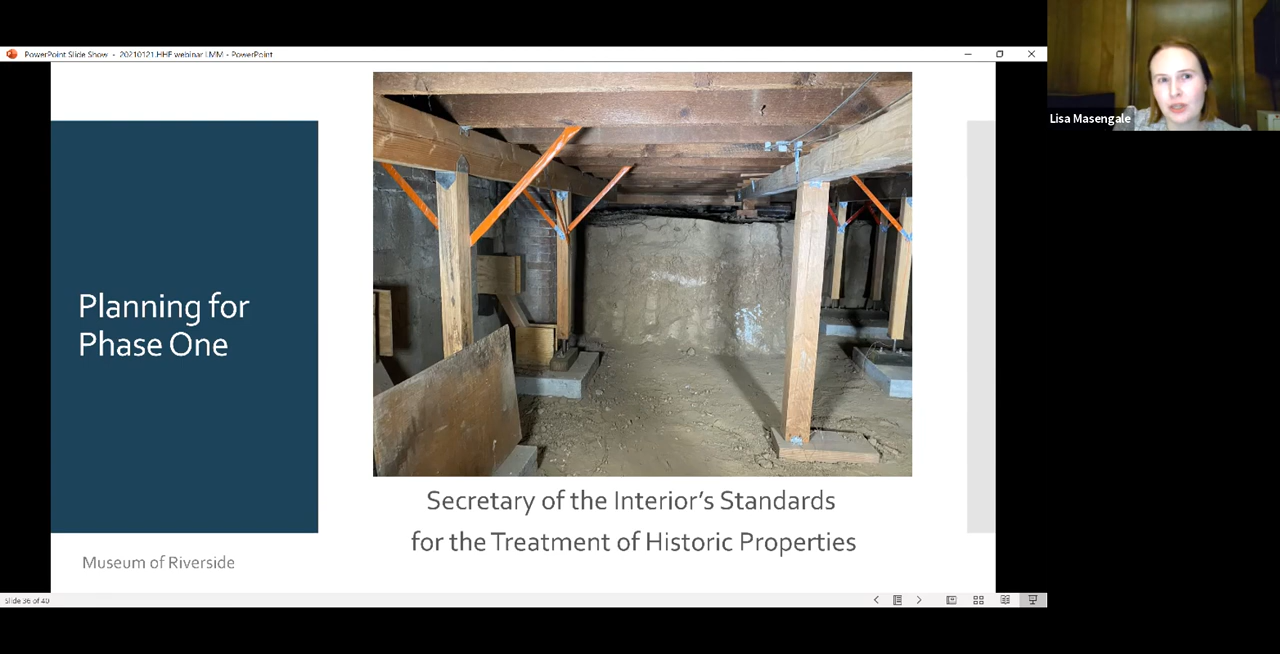 PowerPoint Slide Show - 20210121.HHF webinar LMM - PowerPoint
Lisa Masengale
Planning for
Phase One
Secretary of the Interior's Standards
for the Treatment of Historic Properties
Museum of Riverside
Slide 36 of 40